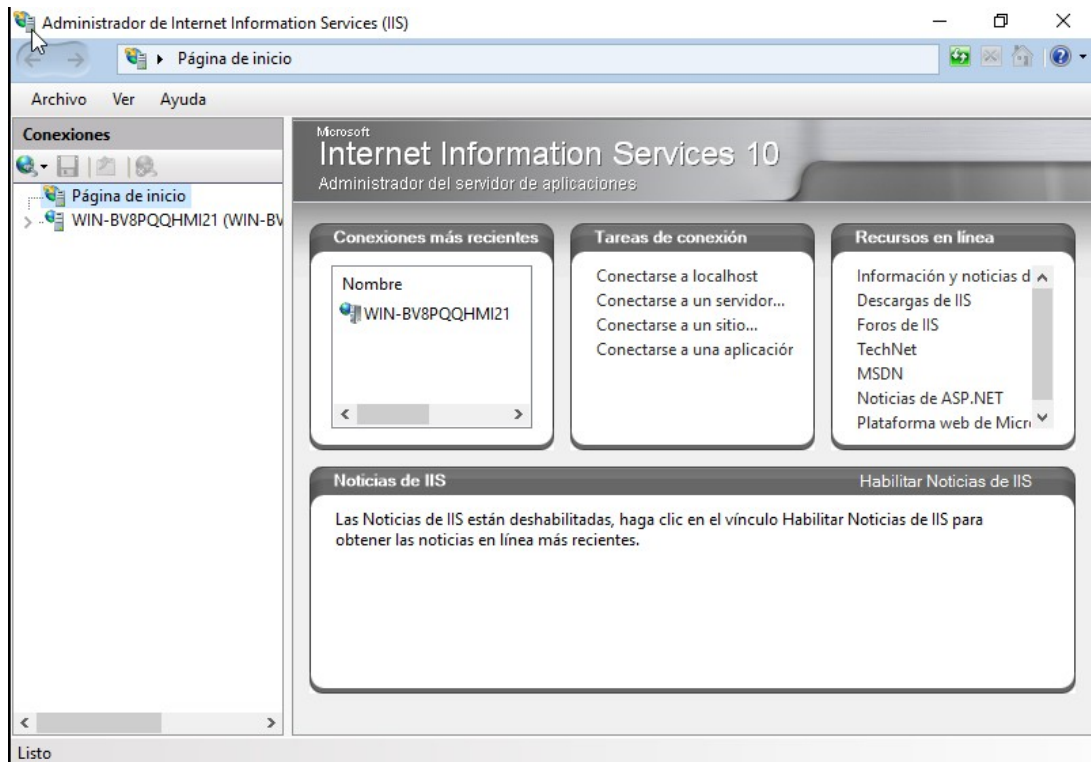 Administrador de Internet Information Services (IIS)
Página de inicio
Archivo Ver Ayuda
Conexiones
Página de inicio
WIN-BV8PQQHMI21 (WIN-BV
Microsoft
Internet Information Services 10
Administrador del servidor de aplicaciones
Conexiones más recientes
Nombre
WIN-BV8PQQHMI21
Tareas de conexión
Conectarse a localhost
Conectarse a un servidor...
Conectarse a un sitio...
Conectarse a una aplicaciór
Recursos en línea
Información y noticias d
Descargas de IIS
Foros de IIS
TechNet
MSDN
Noticias de ASP.NET
Plataforma web de Micr
Noticias de IIS
Habilitar Noticias de IIS
Las Noticias de IIS están deshabilitadas, haga clic en el vínculo Habilitar Noticias de IIS para
obtener las noticias en línea más recientes.
Listo